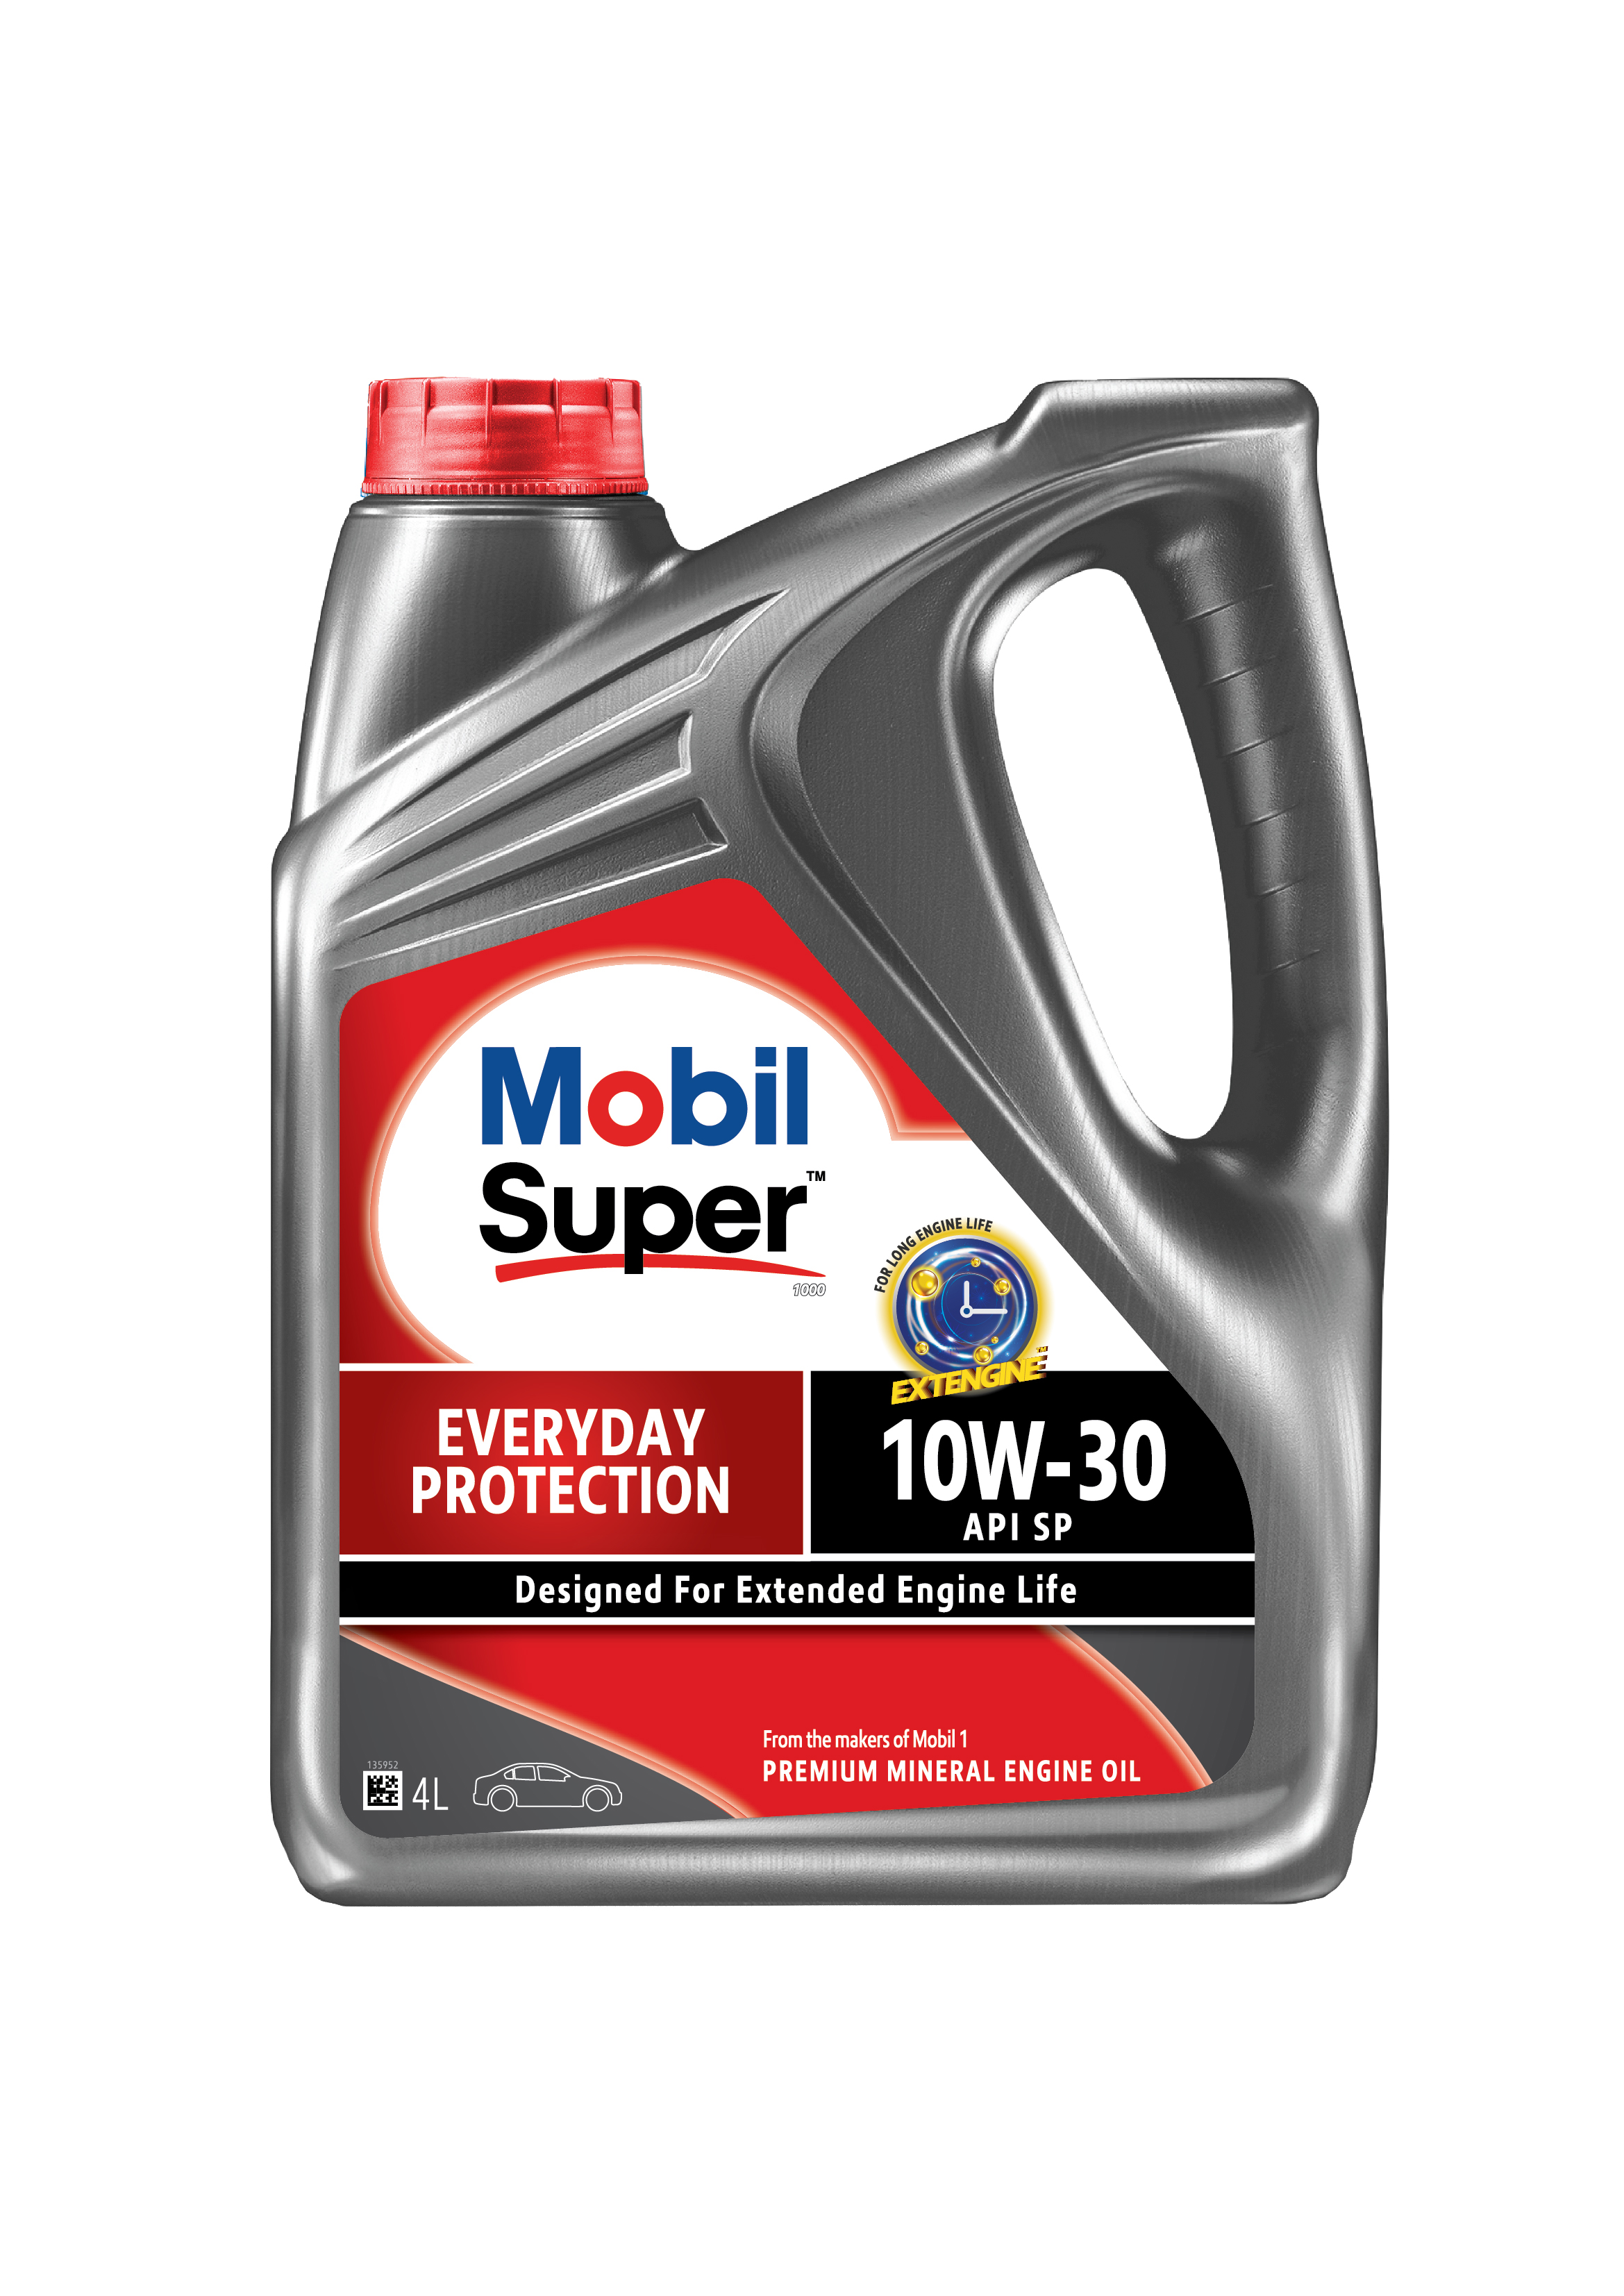 Mobil
Super™
1000
FOR LONG ENGINE LIFE
EXTENGINE™
EVERYDAY
PROTECTION
10W-30
API SP
Designed For Extended Engine Life
From the makers of Mobil 1
PREMIUM MINERAL ENGINE OIL
135952
4L